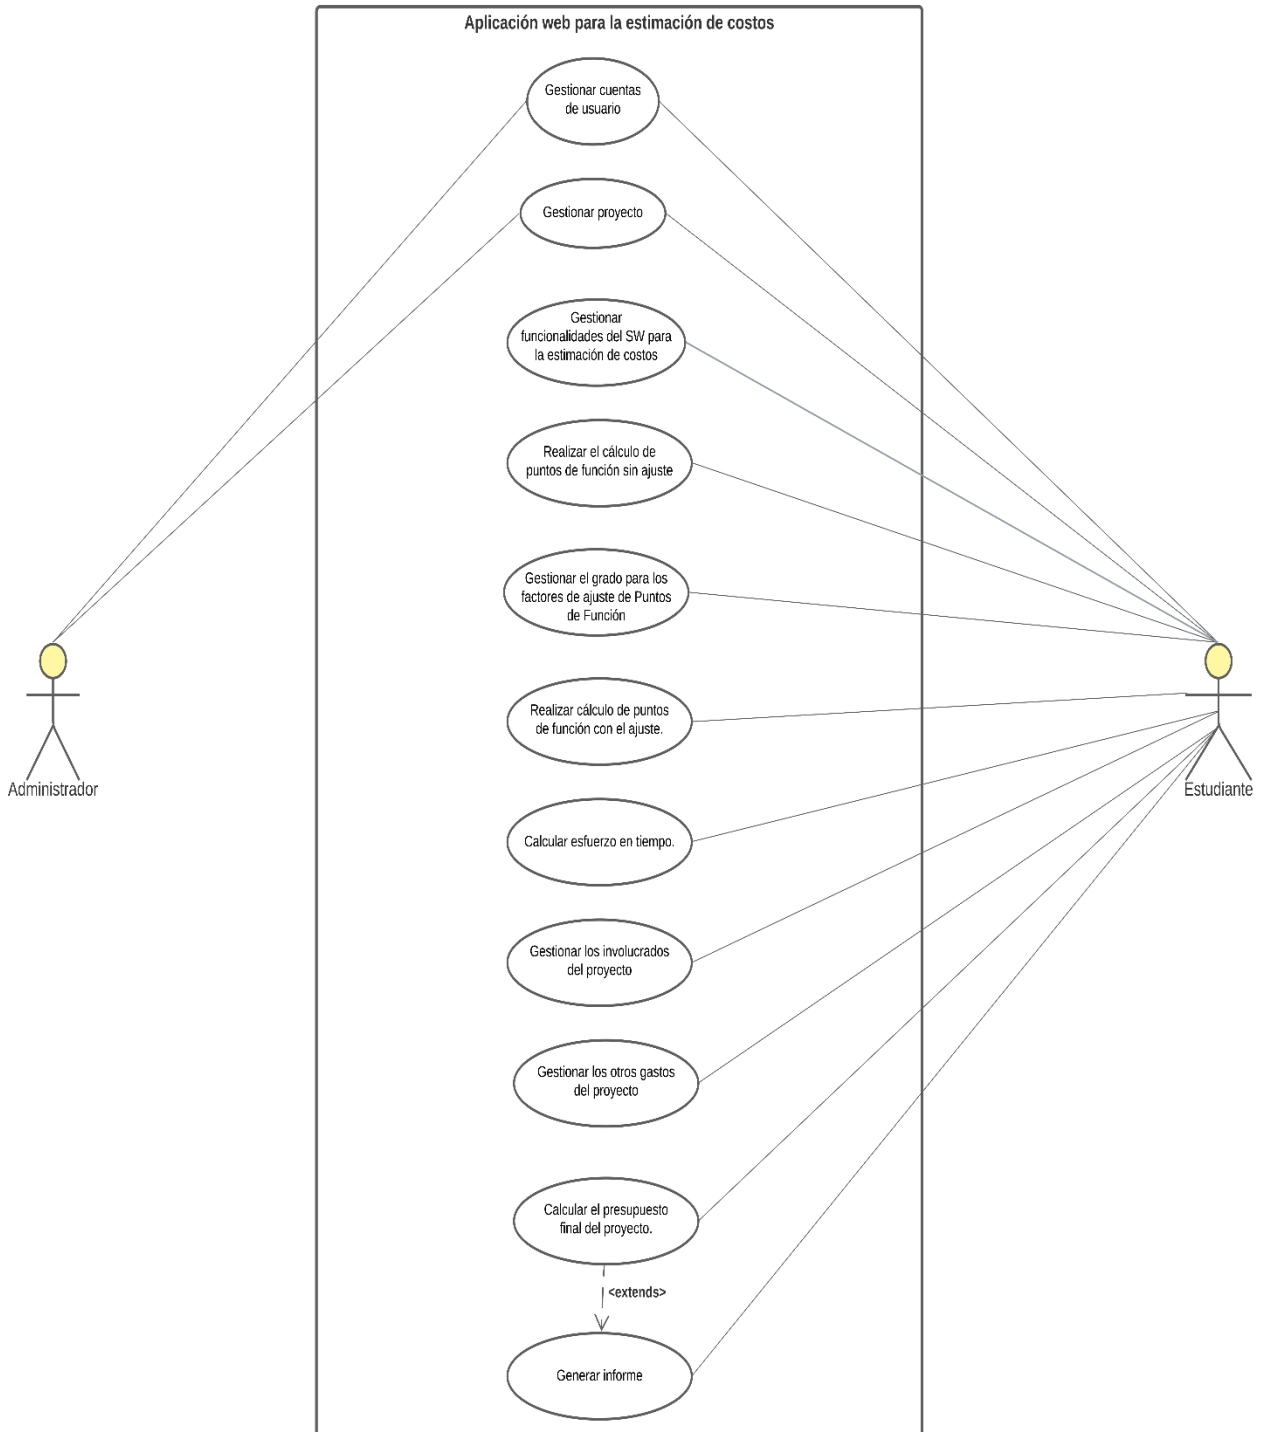 Aplicación web para la estimación de costos
Gestionar cuentas
de usuario
Gestionar proyecto
Gestionar
funcionalidades del SW para
la estimación de costos
Realizar el cálculo de
puntos de función sin ajuste
Gestionar el grado para los
factores de ajuste de Puntos
de Función
Realizar cálculo de puntos
de función con el ajuste.
Administrador
Estudiante
Calcular esfuerzo en tiempo.
Gestionar los involucrados
del proyecto
Gestionar los otros gastos
del proyecto
Calcular el presupuesto
final del proyecto.
<extends>
Generar informe